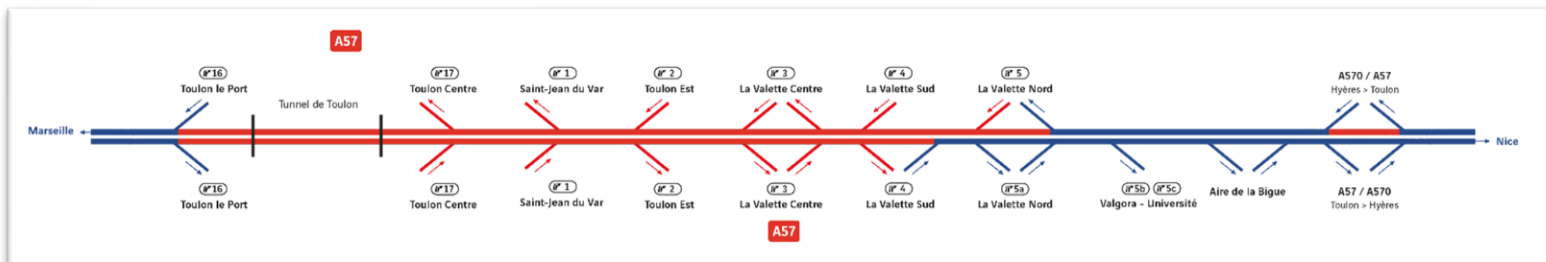 A57
n°16
Toulon le Port
Tunnel de Toulon
n°17
Toulon Centre
n° 1
Saint-Jean du Var
n° 2
Toulon Est
n° 3
La Valette Centre
n° 4
La Valette Sud
n° 5
La Valette Nord
A570 / A57
Hyères > Toulon
Marseille
Nice
n°16
Toulon le Port
n°17
Toulon Centre
n° 1
Saint-Jean du Var
n° 2
Toulon Est
n° 3
La Valette Centre
n° 4
La Valette Sud
n°5a
La Valette Nord
n°5b n°5c
Valgora - Université
Aire de la Bigue
A57 / A570
Toulon > Hyères
A57